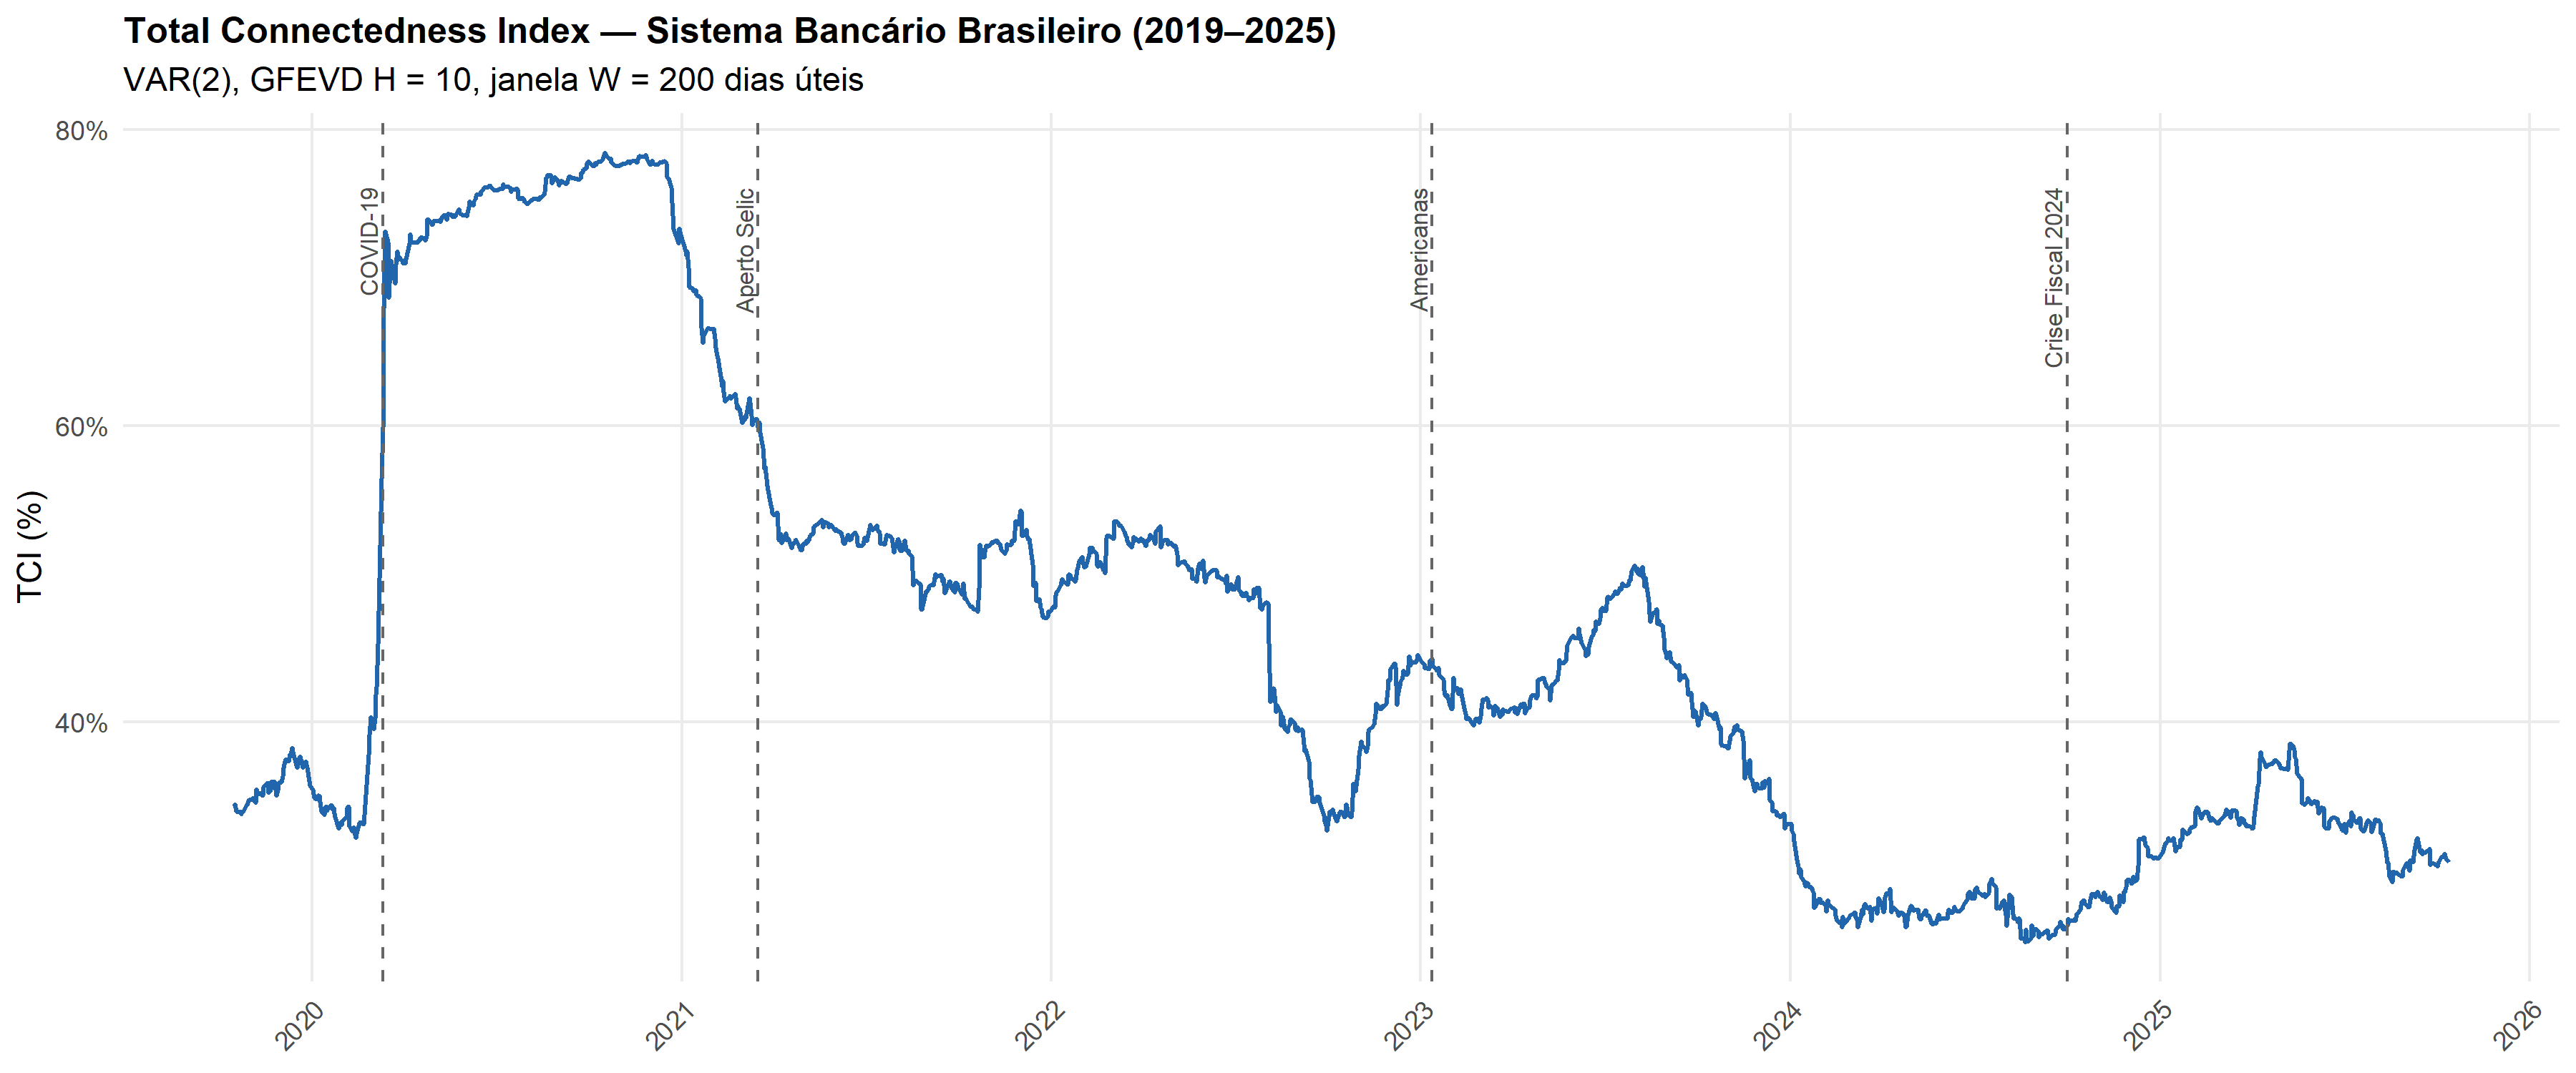 Total Connectedness Index — Sistema Bancário Brasileiro (2019–2025)
VAR(2), GFEVD H = 10, janela W = 200 dias úteis
80%
60%
40%
TCI (%)
COVID-19
Aperto Selic
Americanas
Crise Fiscal 2024
2020
2021
2022
2023
2024
2025
2026